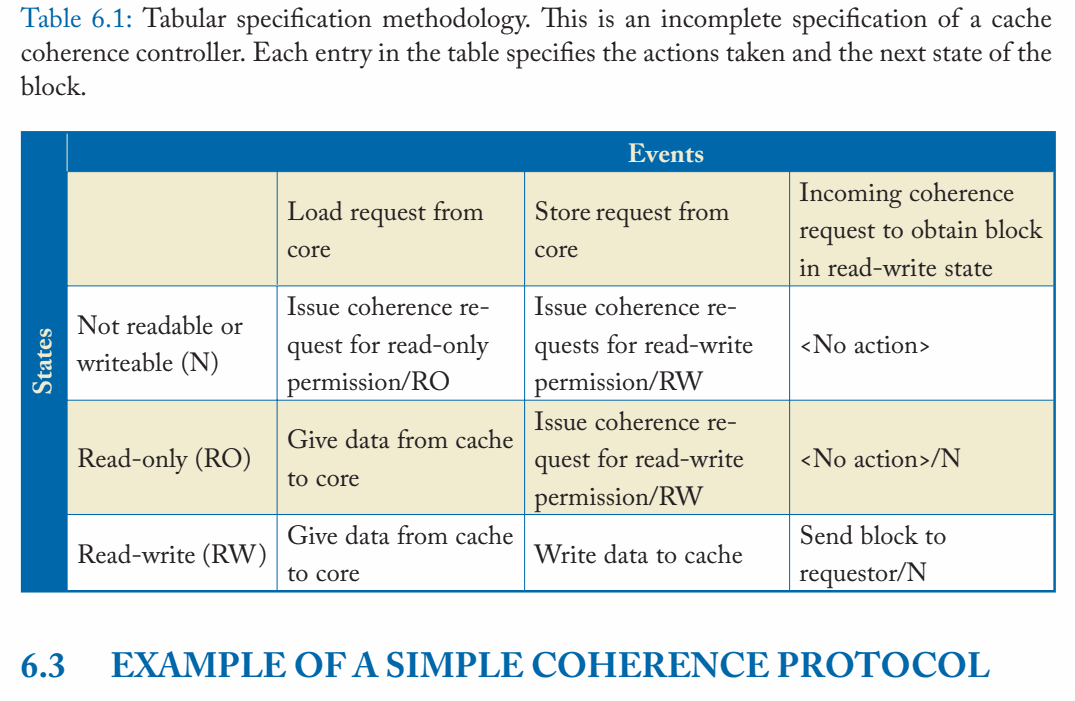 Table 6.1: Tabular specification methodology. This is an incomplete specification of a cache
coherence controller. Each entry in the table specifies the actions taken and the next state of the
block.
Events
Load request from
core
Store request from
core
Incoming coherence
request to obtain block
in read-write state
States
Not readable or
writeable (N)
Issue coherence re-
quest for read-only
permission/RO
Issue coherence re-
quests for read-write
permission/RW
<No action>
Read-only (RO)
Give data from cache
to core
Issue coherence re-
quest for read-write
permission/RW
<No action>/N
Read-write (RW)
Give data from cache
to core
Write data to cache
Send block to
requestor/N
6.3 EXAMPLE OF A SIMPLE COHERENCE PROTOCOL